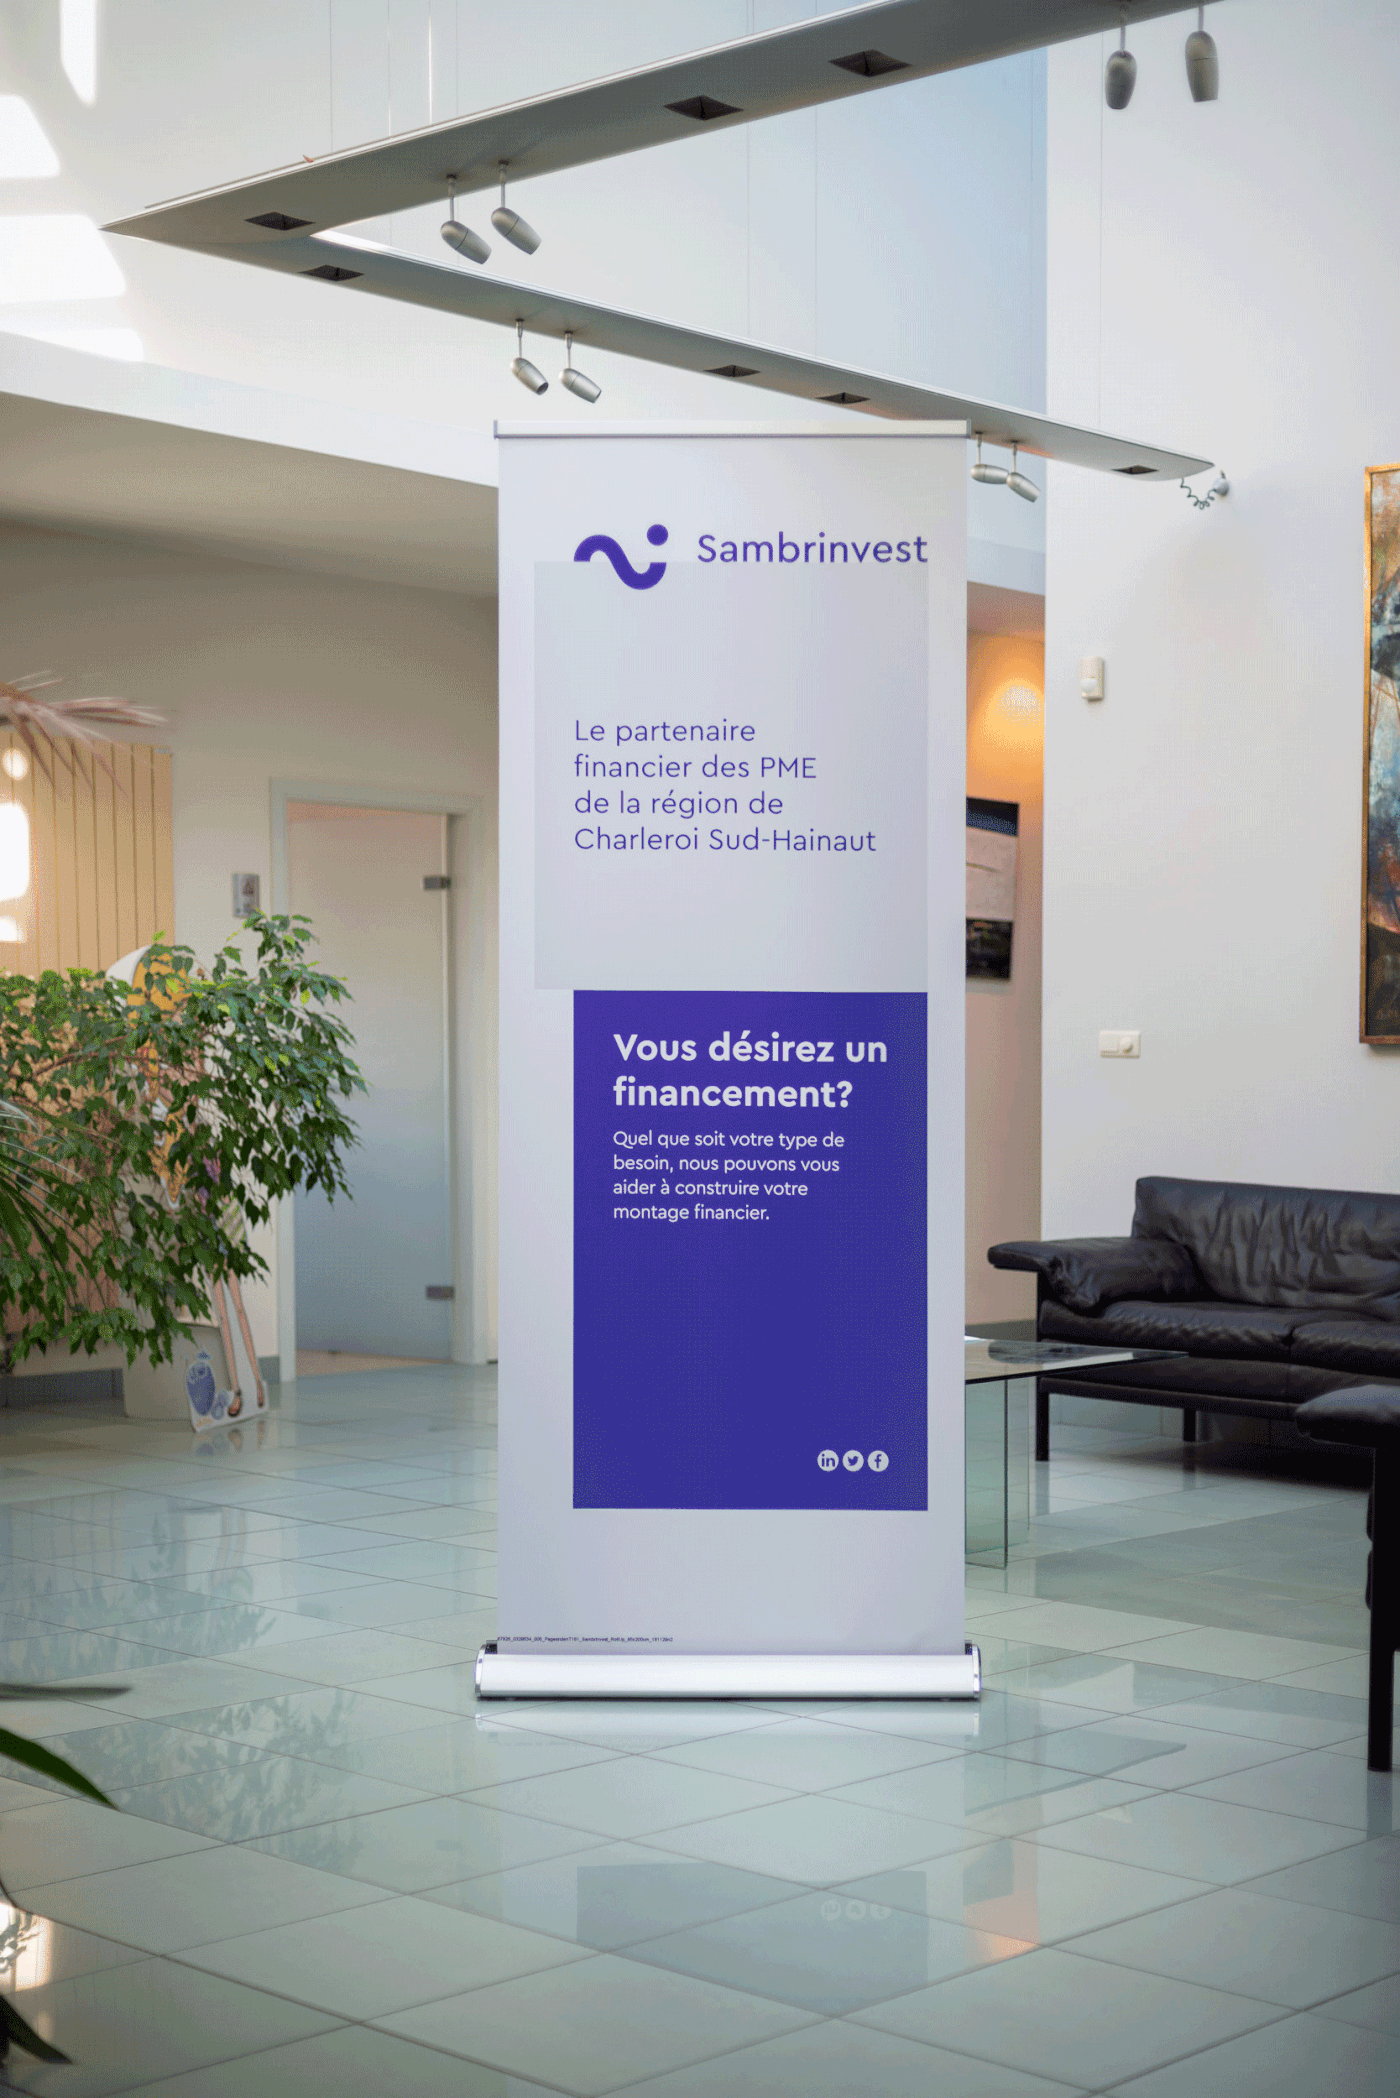 Sambrinvest
Le partenaire
financier des PME
de la région de
Charleroi Sud-Hainaut
Vous désirez un
financement?
Quel que soit votre type de
besoin, nous pouvons vous
aider à construire votre
montage financier.
in f